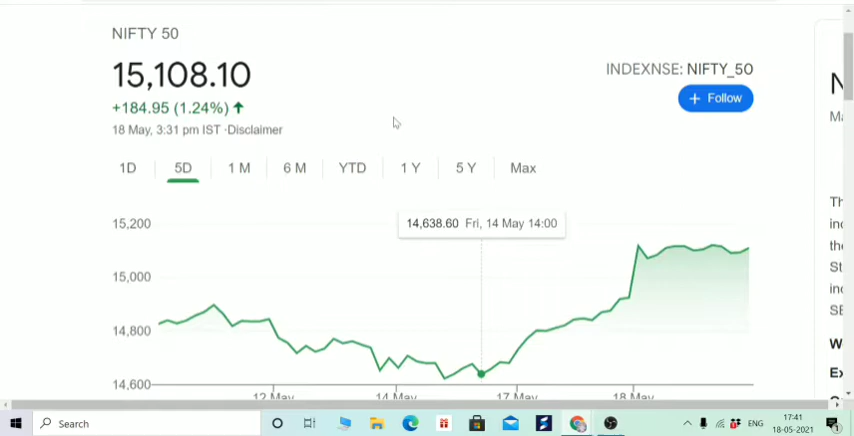 NIFTY 50
15,108.10
INDEXNSE: NIFTY_50
+184.95 (1.24%) ↑
+ Follow
18 May, 3:31 pm IST ·Disclaimer
1D 5D 1 M 6 M YTD 1 Y 5 Y Max
15,200
14,638.60 Fri, 14 May 14:00
15,000
14,800
14,600
12 May 14 May 17 May 18 May
N
Search
ENG
17:41
18-05-2021